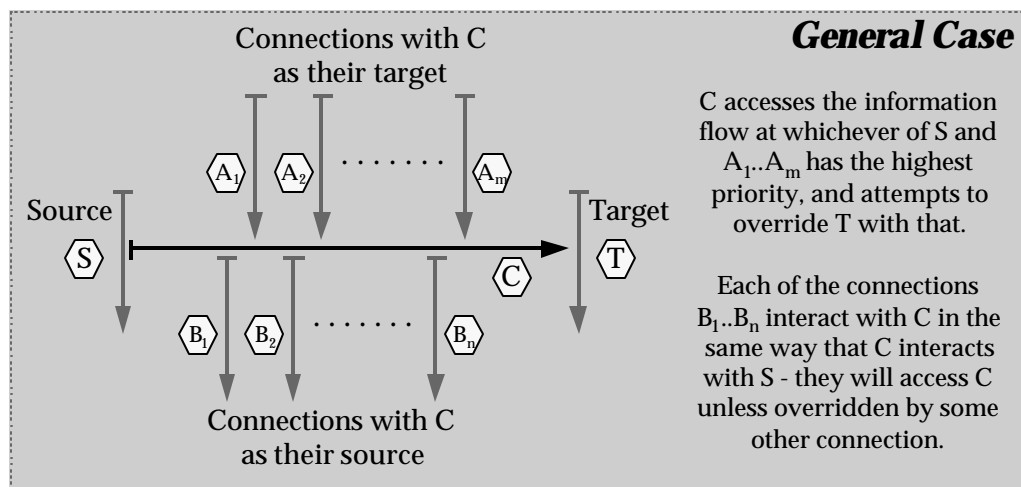 Connections with C
as their target
General Case
C accesses the information
flow at whichever of S and
A₁..Aₘ has the highest
priority, and attempts to
override T with that.
A₁ A₂ ........ Aₘ
Source
Target
S
C
T
B₁ B₂ ........ Bₙ
Each of the connections
B₁..Bₙ interact with C in the
same way that C interacts
with S - they will access C
unless overridden by some
other connection.
Connections with C
as their source